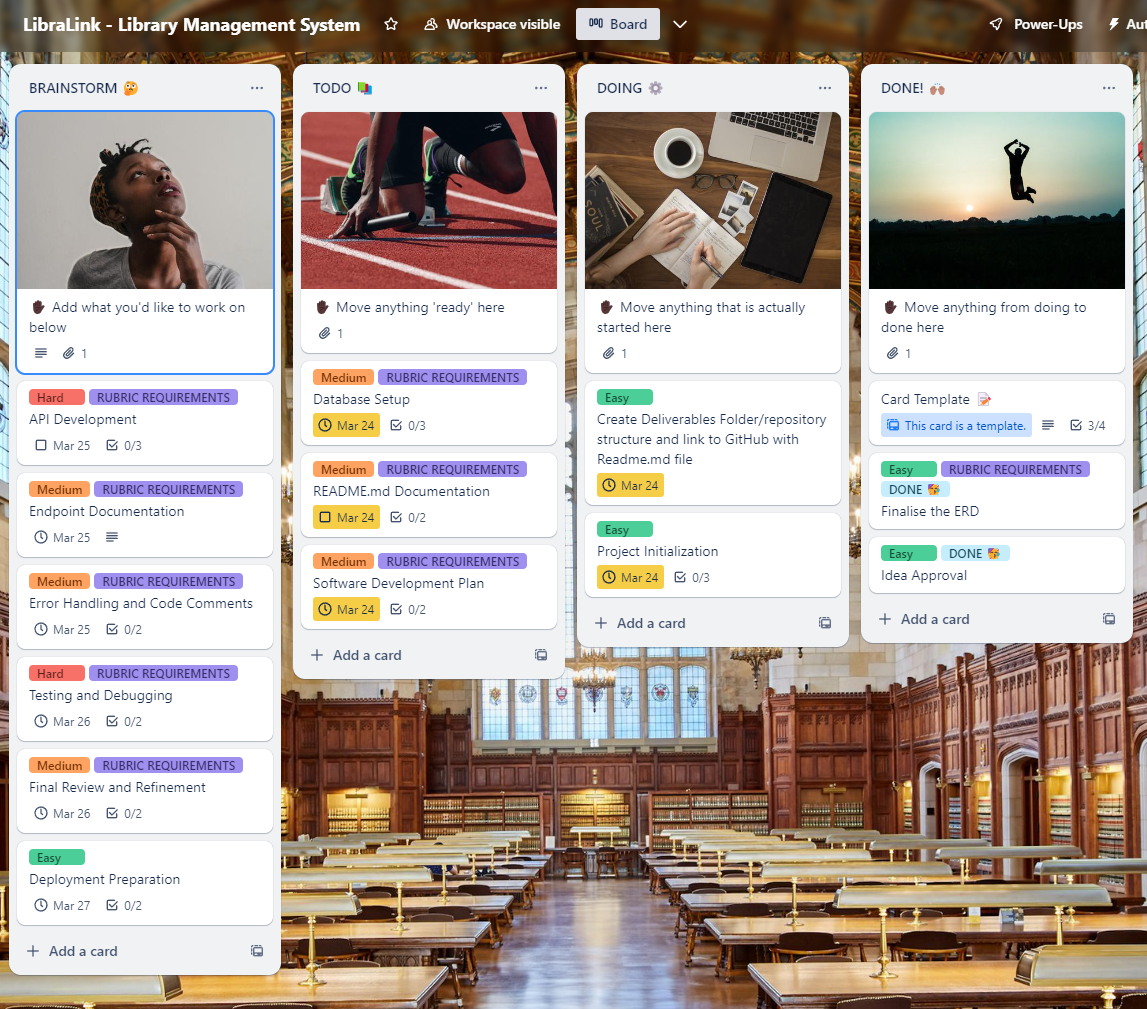 LibraLink - Library Management System
Workspace visible
Board
Power-Ups
BRAINSTORM 🤔
Add what you'd like to work on
below
1
Hard RUBRIC REQUIREMENTS
API Development
Mar 25 0/3
Medium RUBRIC REQUIREMENTS
Endpoint Documentation
Mar 25
Medium RUBRIC REQUIREMENTS
Error Handling and Code Comments
Mar 25 0/2
Hard RUBRIC REQUIREMENTS
Testing and Debugging
Mar 26 0/2
Medium RUBRIC REQUIREMENTS
Final Review and Refinement
Mar 26 0/2
Easy
Deployment Preparation
Mar 27 0/2
+ Add a card
TODO 📚
Move anything 'ready' here
1
Medium RUBRIC REQUIREMENTS
Database Setup
Mar 24 0/3
Medium RUBRIC REQUIREMENTS
README.md Documentation
Mar 24 0/2
Medium RUBRIC REQUIREMENTS
Software Development Plan
Mar 24 0/2
+ Add a card
DOING ⚙️
SOUL
Move anything that is actually
started here
1
Easy
Create Deliverables Folder/repository
structure and link to GitHub with
Readme.md file
Mar 24
Easy
Project Initialization
Mar 24 0/3
+ Add a card
DONE! 🙌🏽
Move anything from doing to
done here
1
Card Template 📝
This card is a template. 3/4
Easy RUBRIC REQUIREMENTS
DONE 🥳
Finalise the ERD
Easy DONE 🥳
Idea Approval
+ Add a card